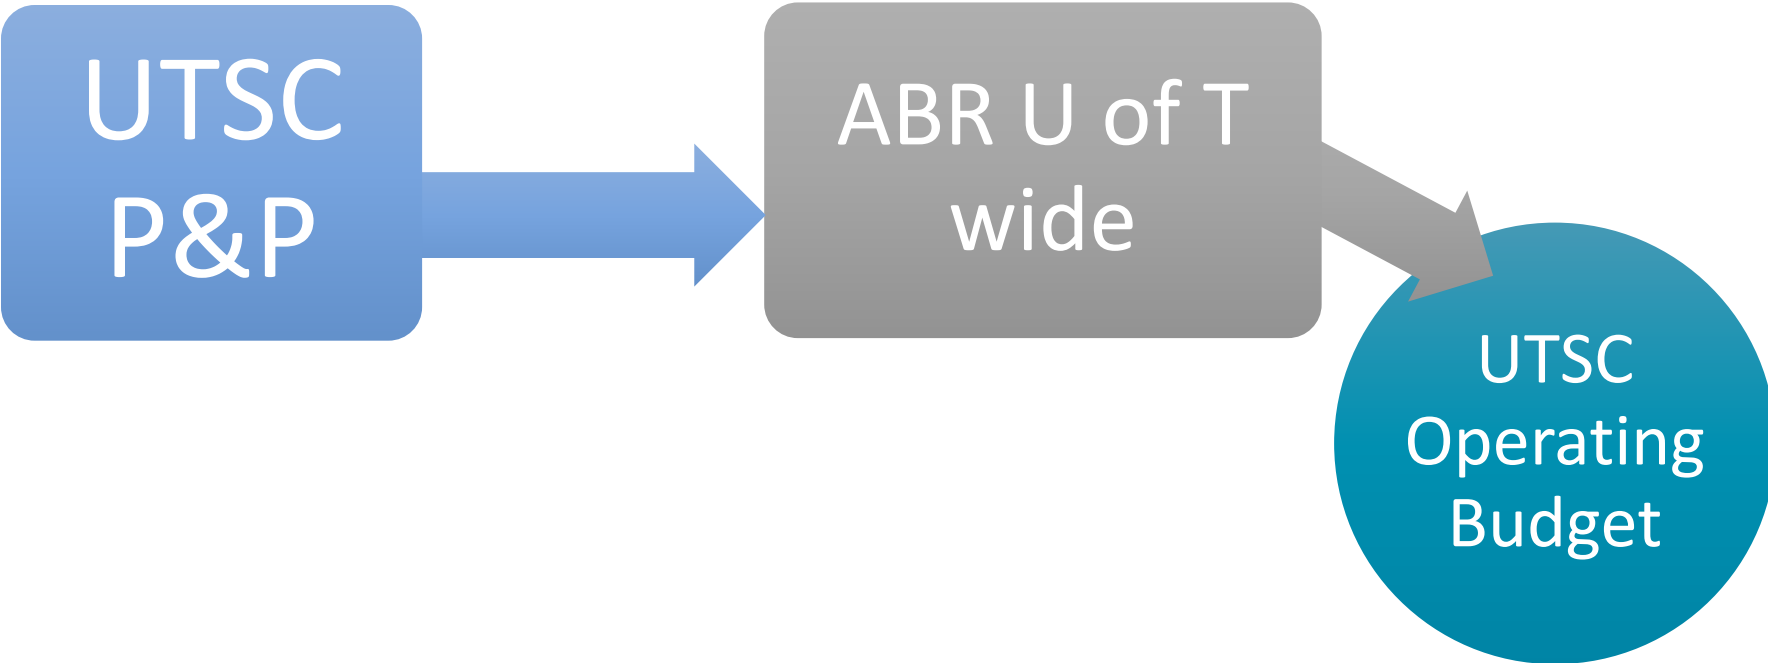 UTSC
P&P
ABR U of T
wide
UTSC
Operating
Budget